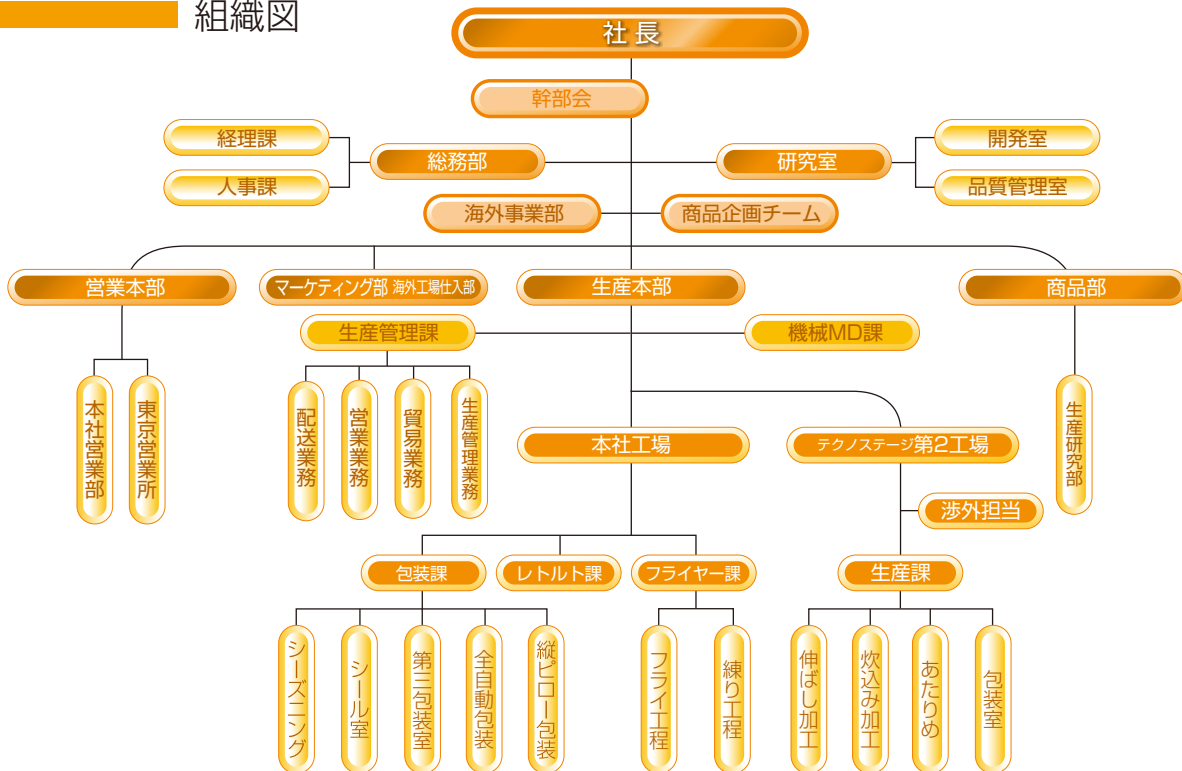 組織図
社長
幹部会
経理課
人事課
総務部
研究室
開発室
品質管理室
海外事業部
商品企画チーム
営業本部
マーケティング部 海外工場仕入部
生産本部
商品部
生産管理課
機械MD課
本社営業部
東京営業所
配送業務
営業業務
貿易業務
生産管理業務
生産研究部
本社工場
テクノステージ第2工場
渉外担当
包装課
レトルト課
フライヤー課
生産課
シーズニング
シール室
第三包装室
全自動包装
縦ピロー包装
フライ工程
練り工程
伸ばし加工
炊込み加工
あたりめ
包装室